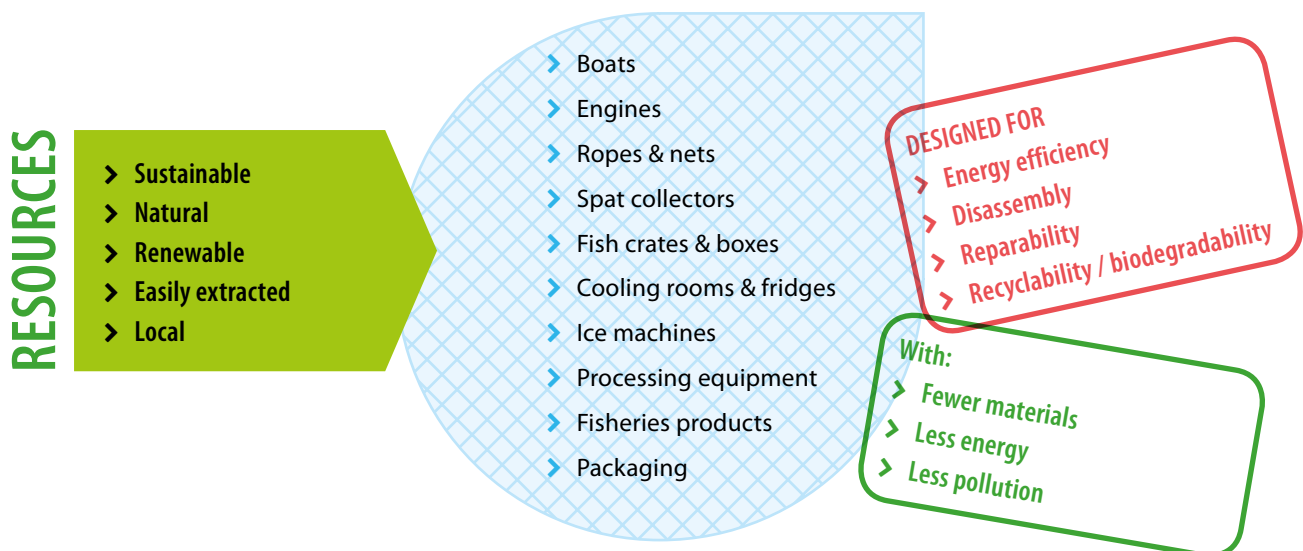 RESOURCES
Sustainable
Natural
Renewable
Easily extracted
Local
Boats
Engines
Ropes & nets
Spat collectors
Fish crates & boxes
Cooling rooms & fridges
Ice machines
Processing equipment
Fisheries products
Packaging
DESIGNED FOR
Energy efficiency
Disassembly
Reparability
Recyclability / biodegradability
With:
Fewer materials
Less energy
Less pollution